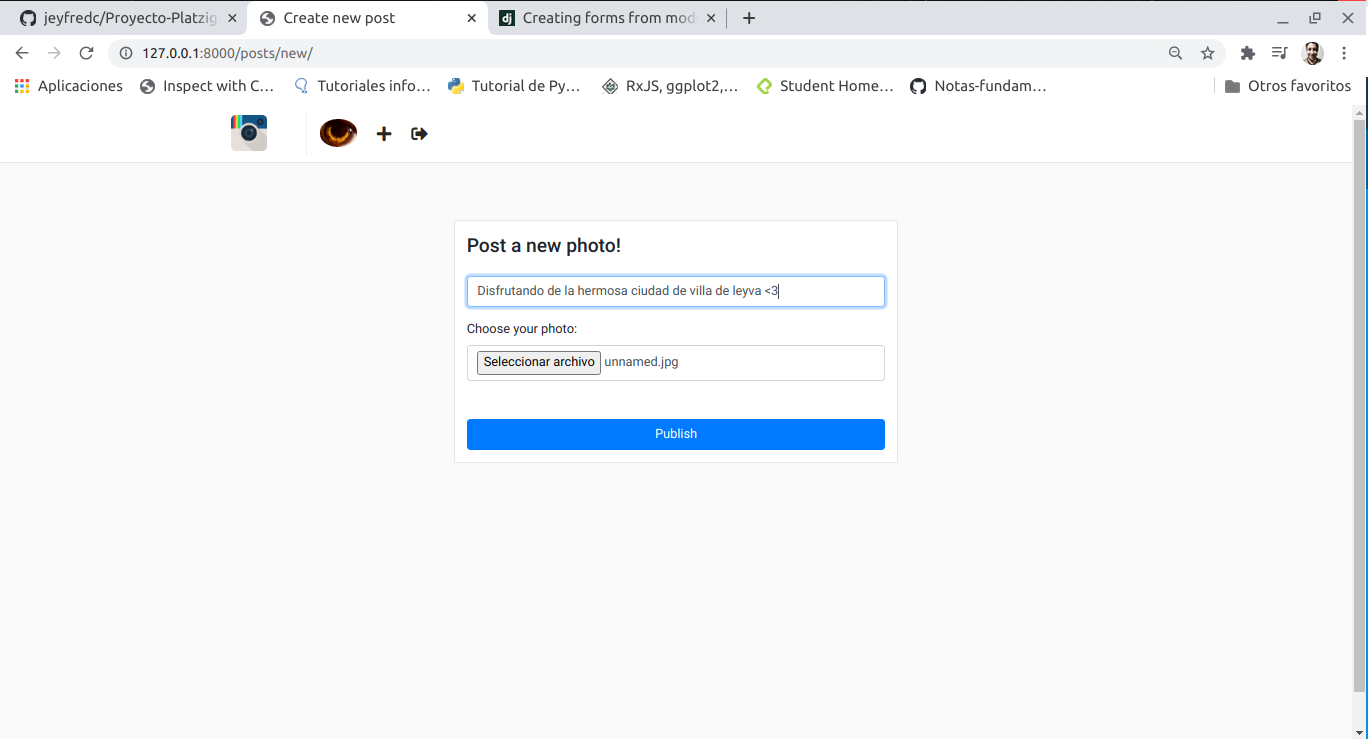 jeyfredc/Proyecto-Platzig
Create new post
dj
Creating forms from mod
127.0.0.1:8000/posts/new/
Aplicaciones
Inspect with C...
Tutoriales info...
Tutorial de Py...
RxJS, ggplot2,...
Student Home...
Notas-fundam...
Otros favoritos
Post a new photo!
Disfrutando de la hermosa ciudad de villa de leyva <3
Choose your photo:
Seleccionar archivo unnamed.jpg
Publish